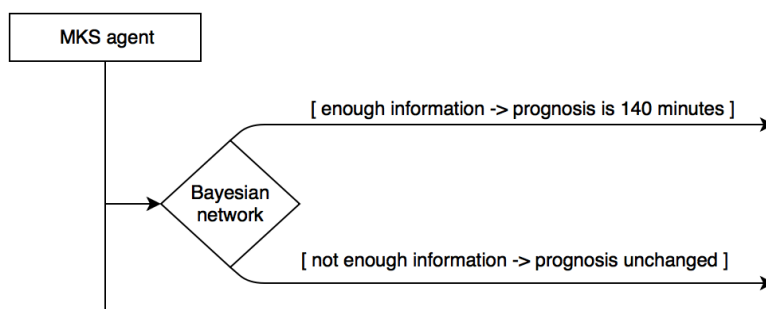 MKS agent
[ enough information -> prognosis is 140 minutes ]
Bayesian
network
[ not enough information -> prognosis unchanged ]